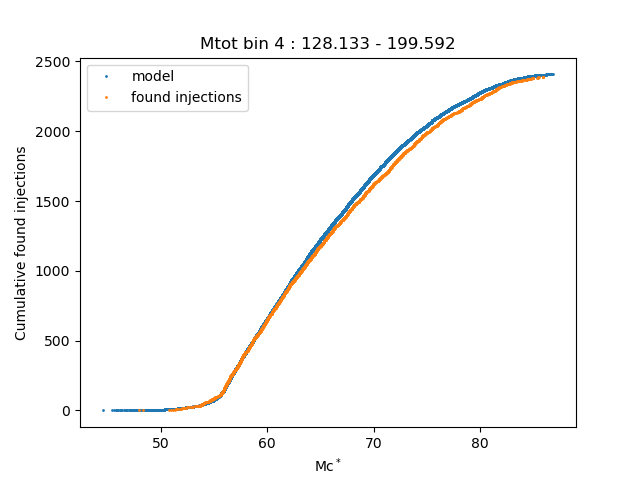 Mtot bin 4 : 128.133 - 199.592
model
found injections
Cumulative found injections
2500
2000
1500
1000
500
0
50 60 70 80
Mc*